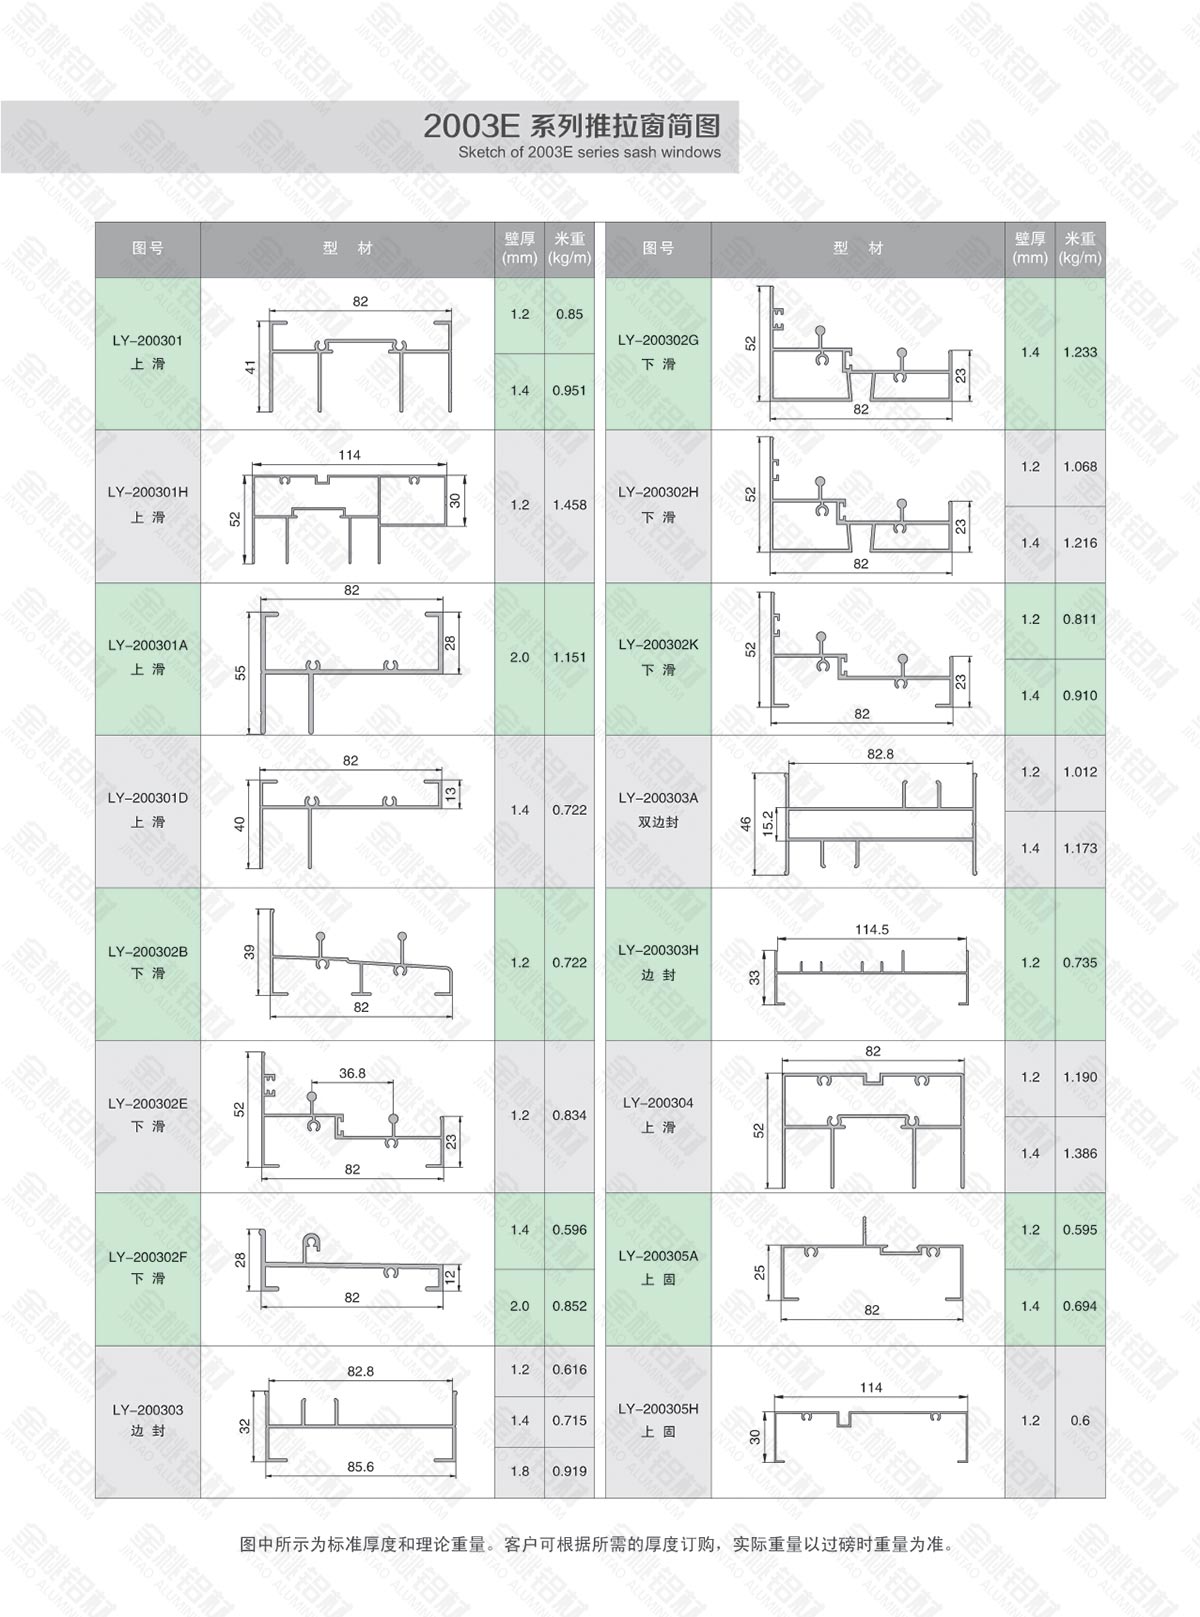 2003E 系列推拉窗简图
Sketch of 2003E series sash windows
图号 型 材 壁厚(mm) 米重(kg/m)
LY-200301
上 滑
82
41
1.2 0.85
1.4 0.951
LY-200301H
上 滑
114
52
30
1.2 1.458
LY-200301A
上 滑
82
55
28
2.0 1.151
LY-200301D
上 滑
82
40
13
1.4 0.722
LY-200302B
下 滑
39
82
1.2 0.722
LY-200302E
下 滑
52
36.8
23
82
1.2 0.834
LY-200302F
下 滑
28
12
82
1.4 0.596
2.0 0.852
LY-200303
边 封
82.8
32
85.6
1.2 0.616
1.4 0.715
1.8 0.919
图号 型 材 壁厚(mm) 米重(kg/m)
LY-200302G
下 滑
52
23
82
1.4 1.233
LY-200302H
下 滑
52
23
82
1.2 1.068
1.4 1.216
LY-200302K
下 滑
52
23
82
1.2 0.811
1.4 0.910
LY-200303A
双边封
82.8
46
15.2
1.2 1.012
1.4 1.173
LY-200303H
边 封
114.5
33
1.2 0.735
LY-200304
上 滑
82
52
1.2 1.190
1.4 1.386
LY-200305A
上 固
25
82
1.2 0.595
1.4 0.694
LY-200305H
上 固
114
30
1.2 0.6
图中所示为标准厚度和理论重量。客户可根据所需的厚度订购，实际重量以过磅时重量为准。
金桃铝材
JINTAO ALUMINIUM